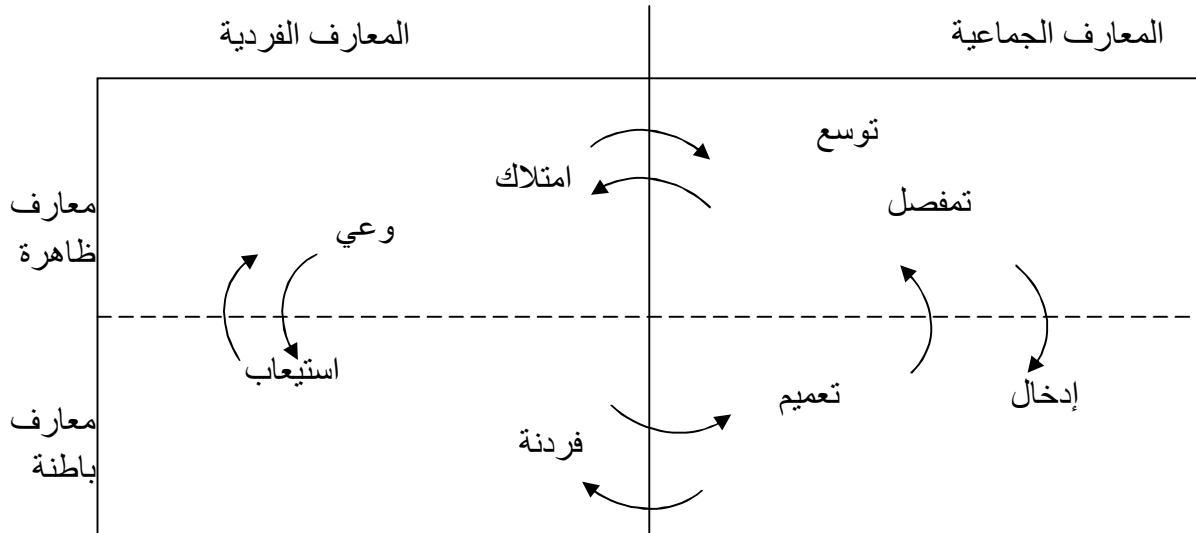 المعارف الجماعية
المعارف الفردية
توسع
امتلاك
تمفصل
معارف
ظاهرة
وعي
استيعاب
إدخال
تعميم
فردنة
معارف
باطنة